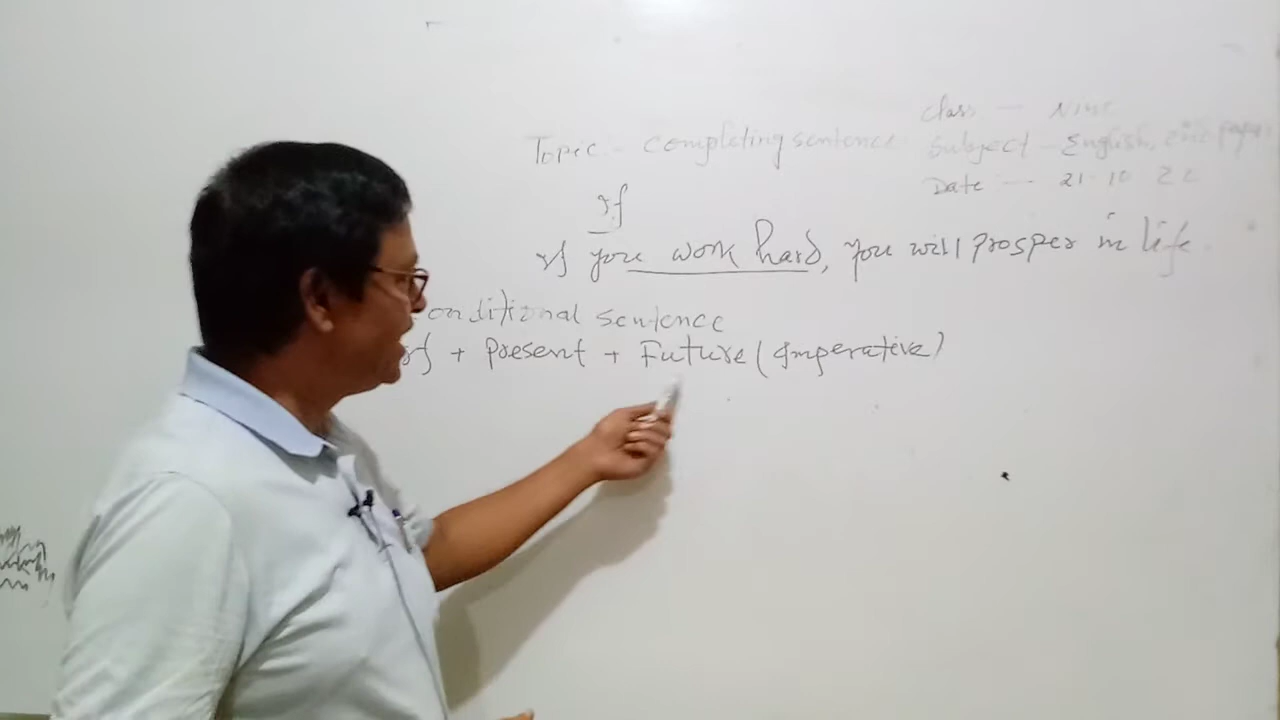 Class - Nine
Topic - Completing sentence
Subject - English, 2nd paper
Date - 21 10 22
If
If you work hard, you will prosper in life
onditional sentence
If + Present + Future (Imperative)